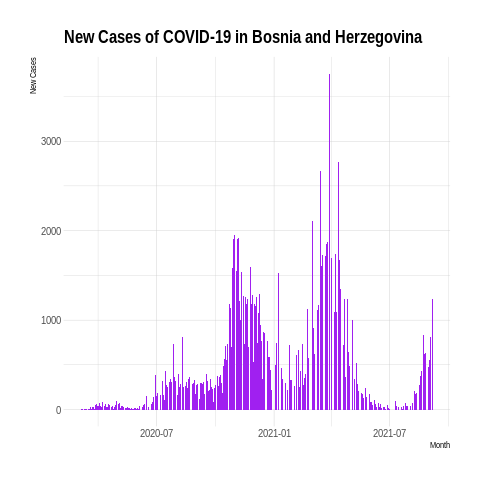 New Cases of COVID-19 in Bosnia and Herzegovina
New Cases
3000
2000
1000
0
2020-07
2021-01
2021-07
Month